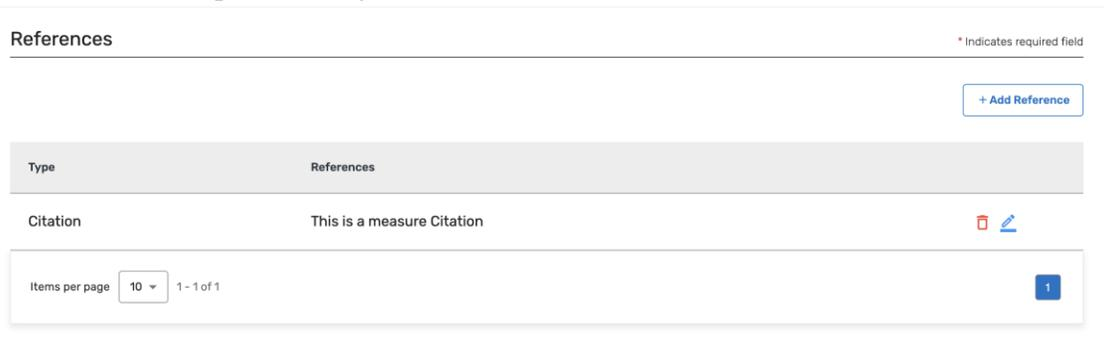 References
* Indicates required field
+ Add Reference
Type References
Citation This is a measure Citation
Items per page 10 1 - 1 of 1 1